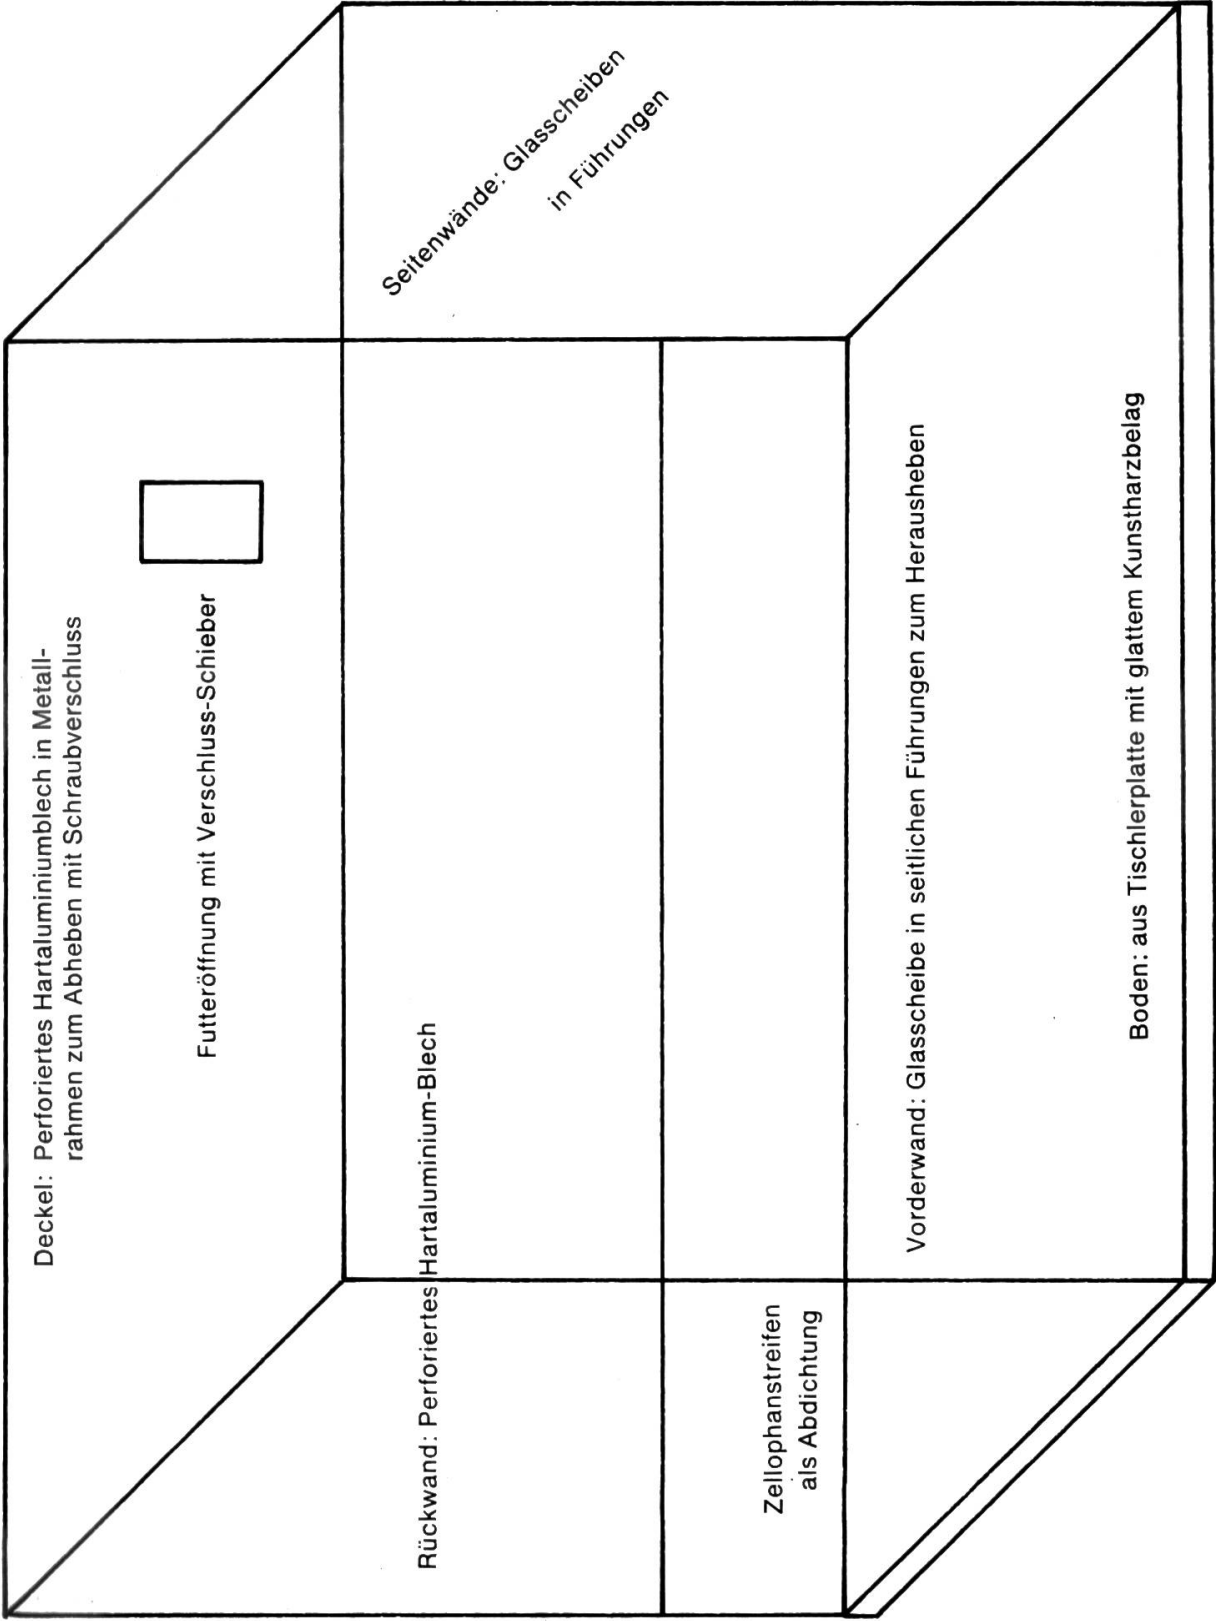 Deckel: Perforiertes Hartaluminiumblech in Metall-
rahmen zum Abheben mit Schraubverschluss
Futteröffnung mit Verschluss-Schieber
Seitenwände: Glasscheiben
in Führungen
Rückwand: Perforiertes Hartaluminium-Blech
Zellophanstreifen
als Abdichtung
Vorderwand: Glasscheibe in seitlichen Führungen zum Herausheben
Boden: aus Tischlerplatte mit glattem Kunstharzbelag